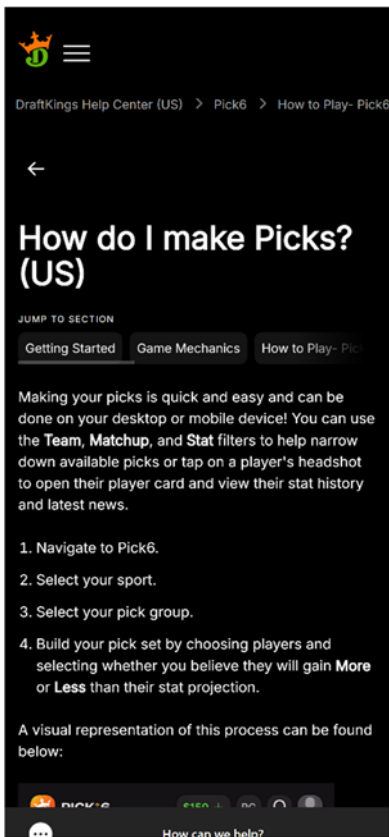 DraftKings Help Center (US) > Pick6 > How to Play- Pick6
←
How do I make Picks?
(US)
JUMP TO SECTION
Getting Started Game Mechanics How to Play-
Making your picks is quick and easy and can be
done on your desktop or mobile device! You can use
the Team, Matchup, and Stat filters to help narrow
down available picks or tap on a player's headshot
to open their player card and view their stat history
and latest news.
1. Navigate to Pick6.
2. Select your sport.
3. Select your pick group.
4. Build your pick set by choosing players and
selecting whether you believe they will gain More
or Less than their stat projection.
A visual representation of this process can be found
below:
$150 +
How can we help?